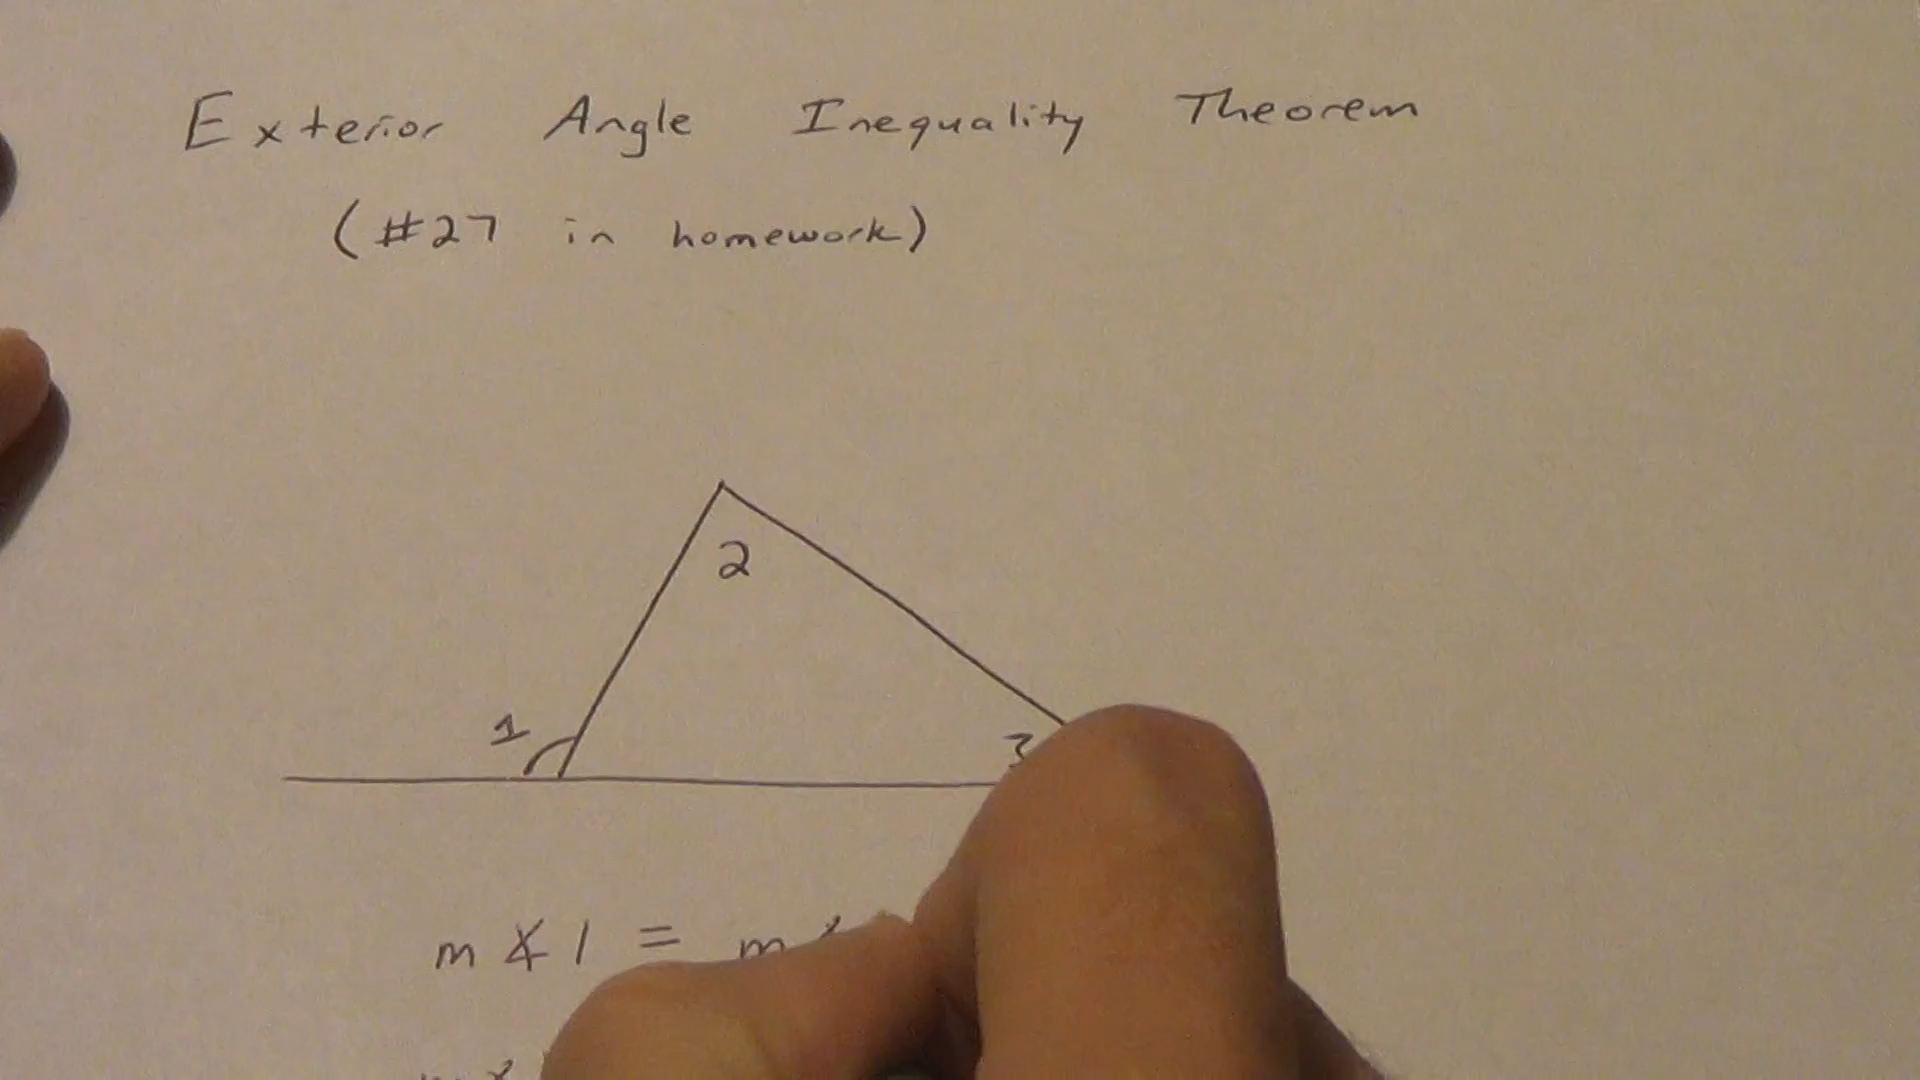 Exterior Angle Inequality Theorem
(#27 in homework)
2
1
3
m∡1 = m